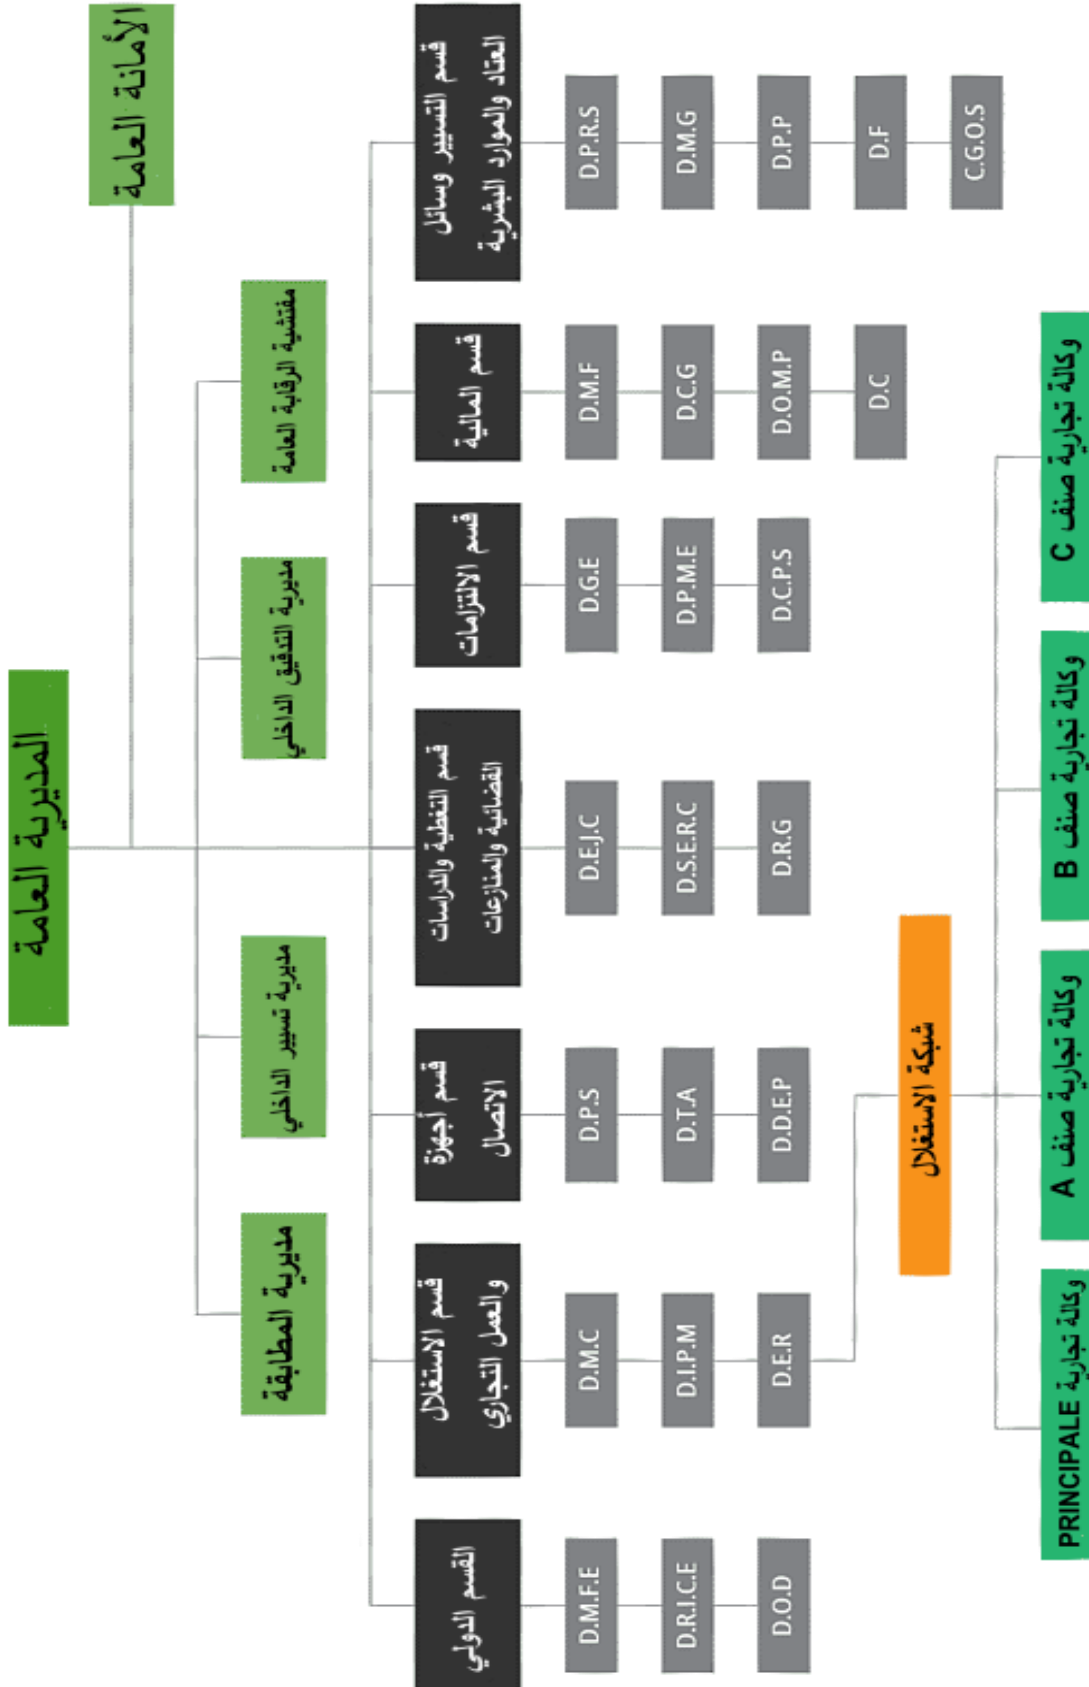 المديرية العامة
الأمانة العامة
مديرية المطابقة
مديرية تسيير الداخلي
مديرية التدقيق الداخلي
مفتشية الرقابة العامة
القسم الدولي
قسم الاستغلال
والعمل التجاري
قسم أجهزة
الاتصال
قسم التغطية والدراسات
القضائية والمنازعات
قسم الالتزامات
قسم المالية
قسم التسيير وسائل
العتاد والموارد البشرية
D.M.F.E
D.M.C
D.P.S
D.E.J.C
D.G.E
D.M.F
D.P.R.S
D.R.I.C.E
D.I.P.M
D.T.A
D.S.E.R.C
D.P.M.E
D.C.G
D.M.G
D.O.D
D.E.R
D.D.E.P
D.R.G
D.C.P.S
D.O.M.P
D.P.P
D.C
D.F
C.G.O.S
شبكة الاستغلال
وكالة تجارية PRINCIPALE
وكالة تجارية صنف A
وكالة تجارية صنف B
وكالة تجارية صنف C